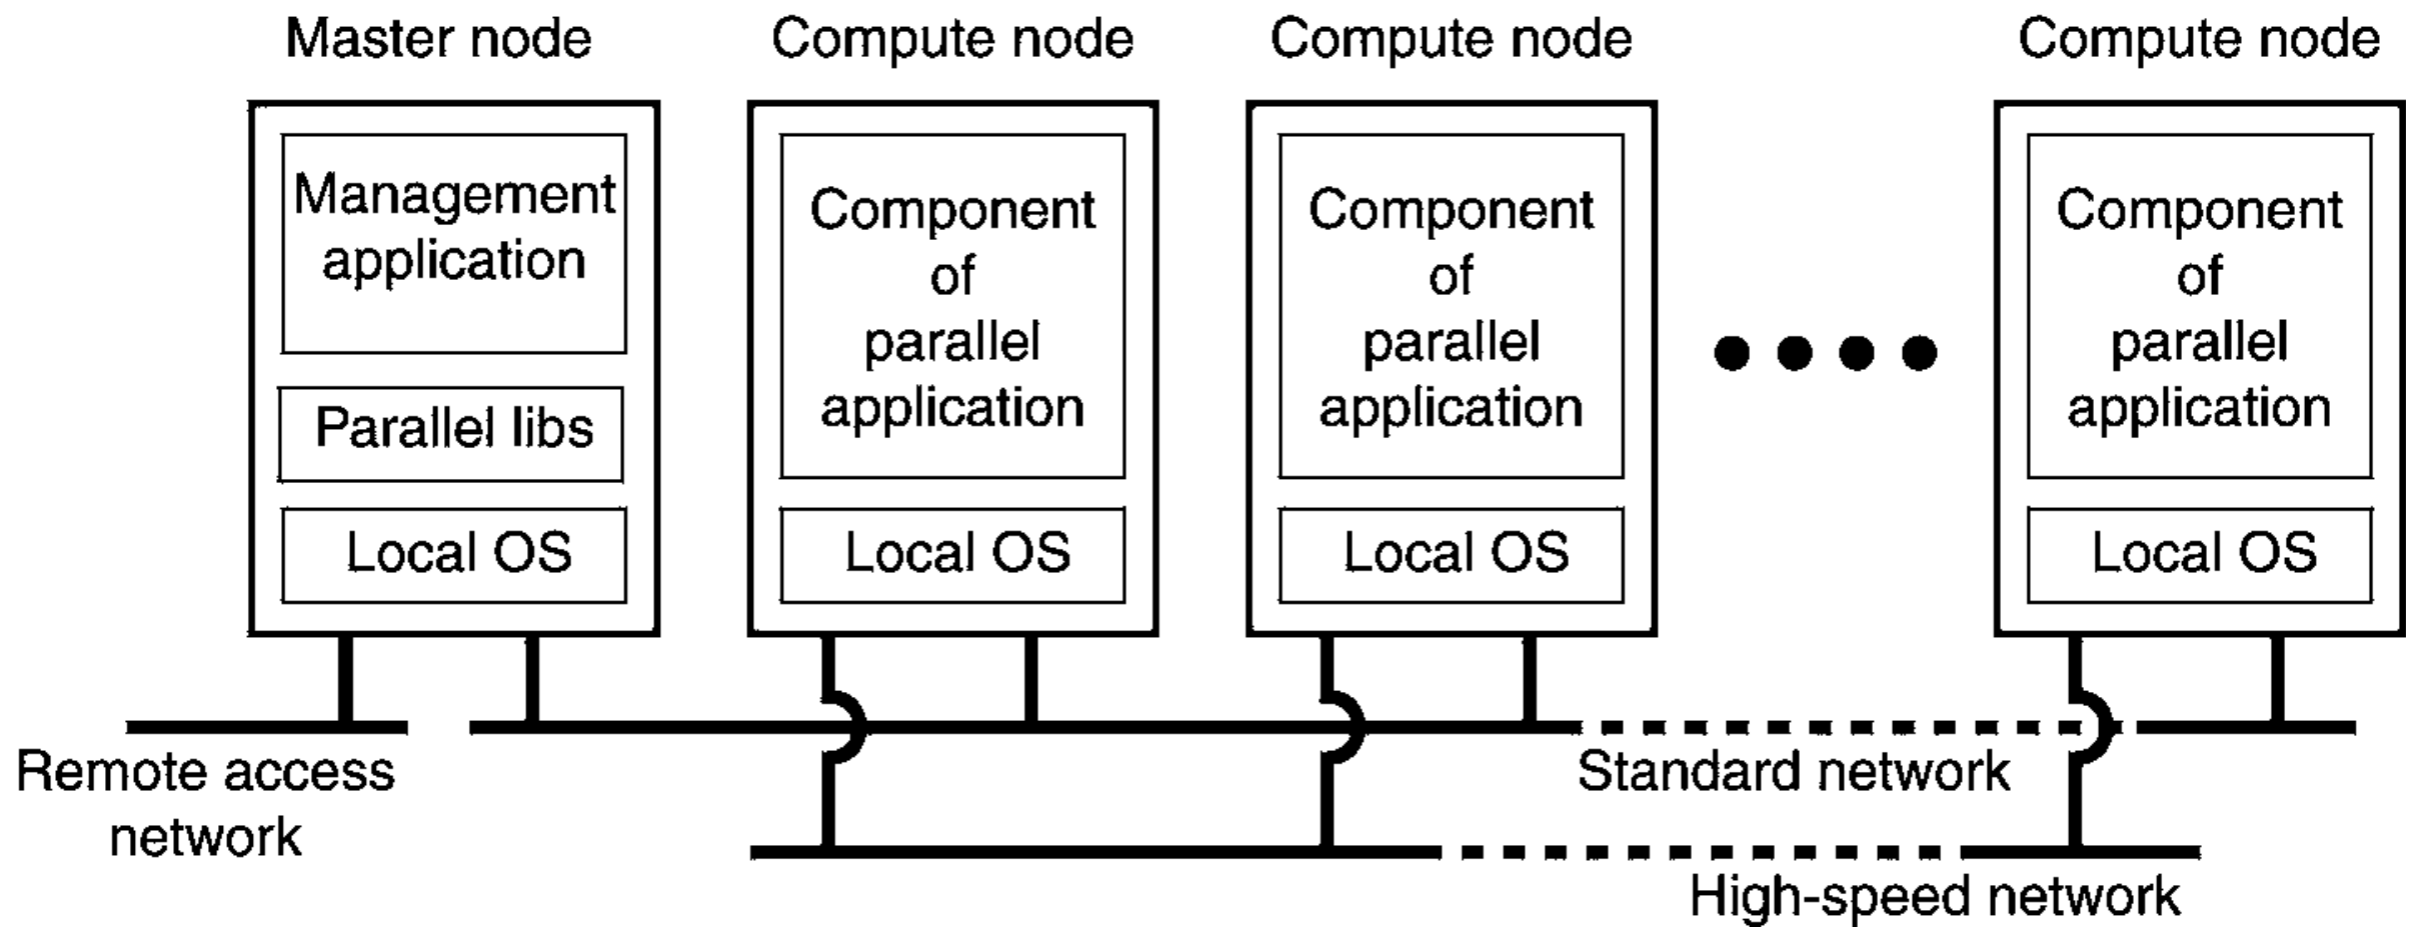 Master node
Compute node
Compute node
Compute node
Management
application
Parallel libs
Local OS
Component
of
parallel
application
Local OS
Component
of
parallel
application
Local OS
Component
of
parallel
application
Local OS
Remote access
network
Standard network
High-speed network